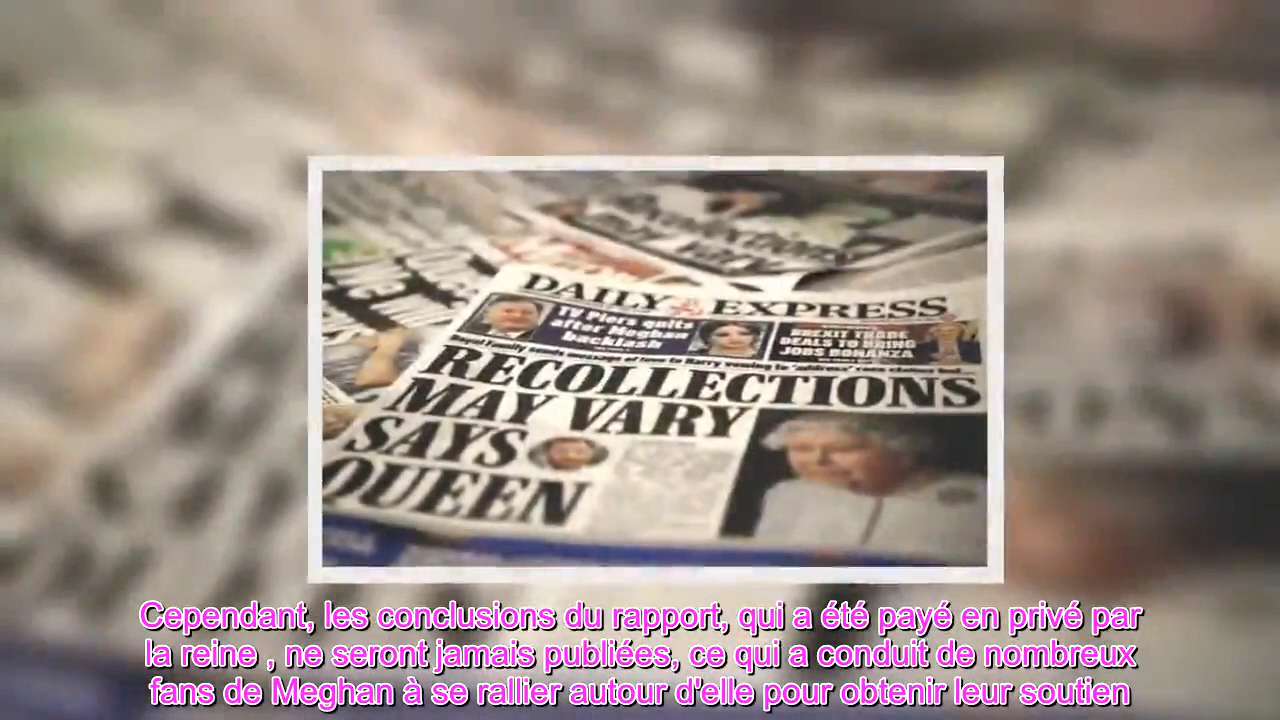 DAILY EXPRESS
TV Piers quits
after Meghan
backlash
BREXIT TRADE
DEALS TO BRING
JOBS BONANZA
RECOLLECTIONS
MAY VARY
SAYS
QUEEN
Cependant, les conclusions du rapport, qui a été payé en privé par
la reine , ne seront jamais publiées, ce qui a conduit de nombreux
fans de Meghan à se rallier autour d'elle pour obtenir leur soutien